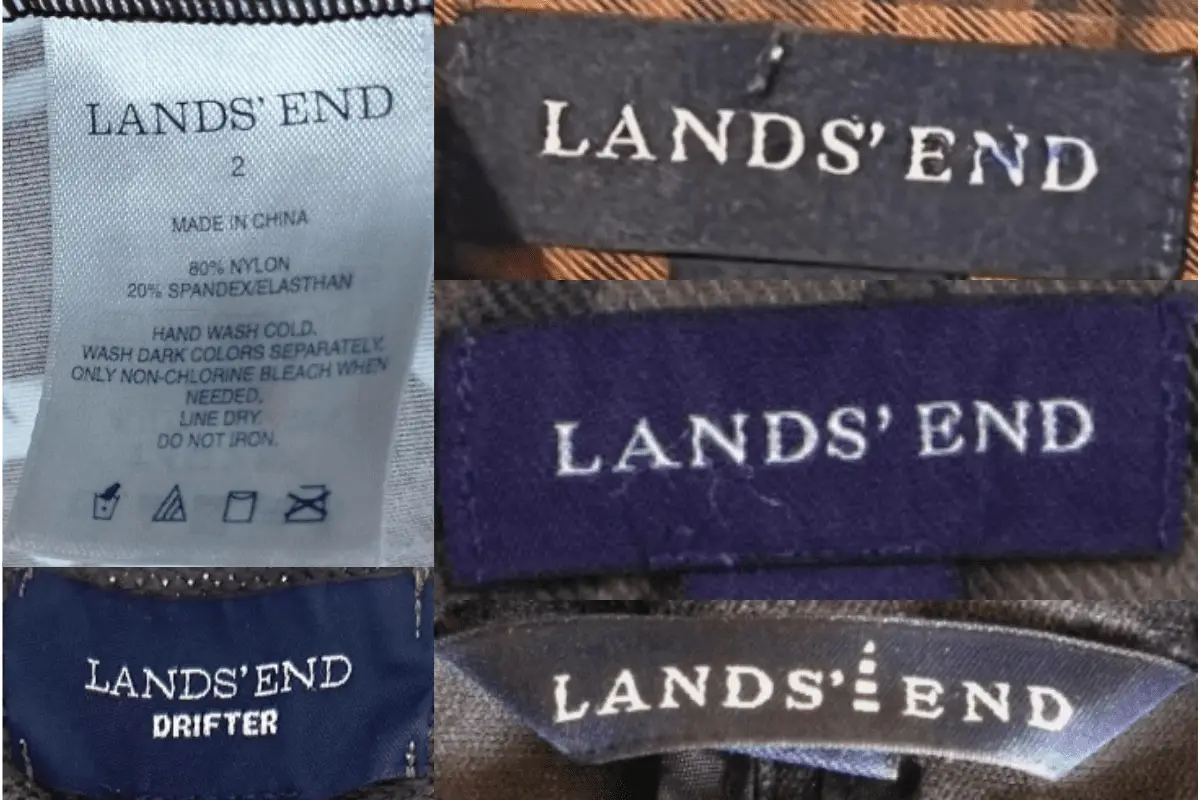 LANDS' END
2
MADE IN CHINA
80% NYLON
20% SPANDEX/ELASTHAN
HAND WASH COLD.
WASH DARK COLORS SEPARATELY.
ONLY NON-CHLORINE BLEACH WHEN
NEEDED.
LINE DRY.
DO NOT IRON.
LANDS' END
DRIFTER
LANDS' END
LANDS' END
LANDS' END